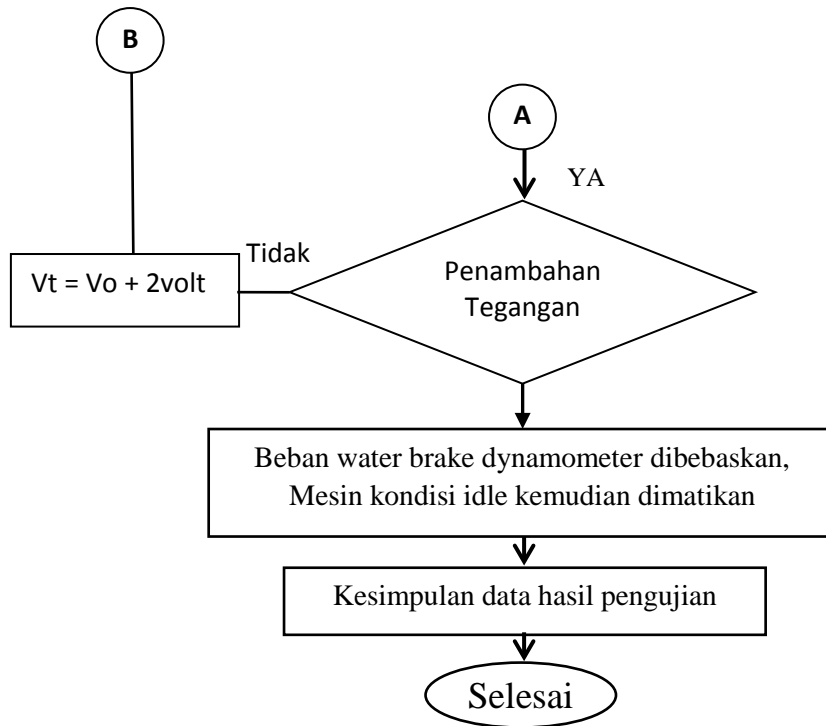 B
A
YA
Tidak
Vt = Vo + 2volt
Penambahan
Tegangan
Beban water brake dynamometer dibebaskan,
Mesin kondisi idle kemudian dimatikan
Kesimpulan data hasil pengujian
Selesai